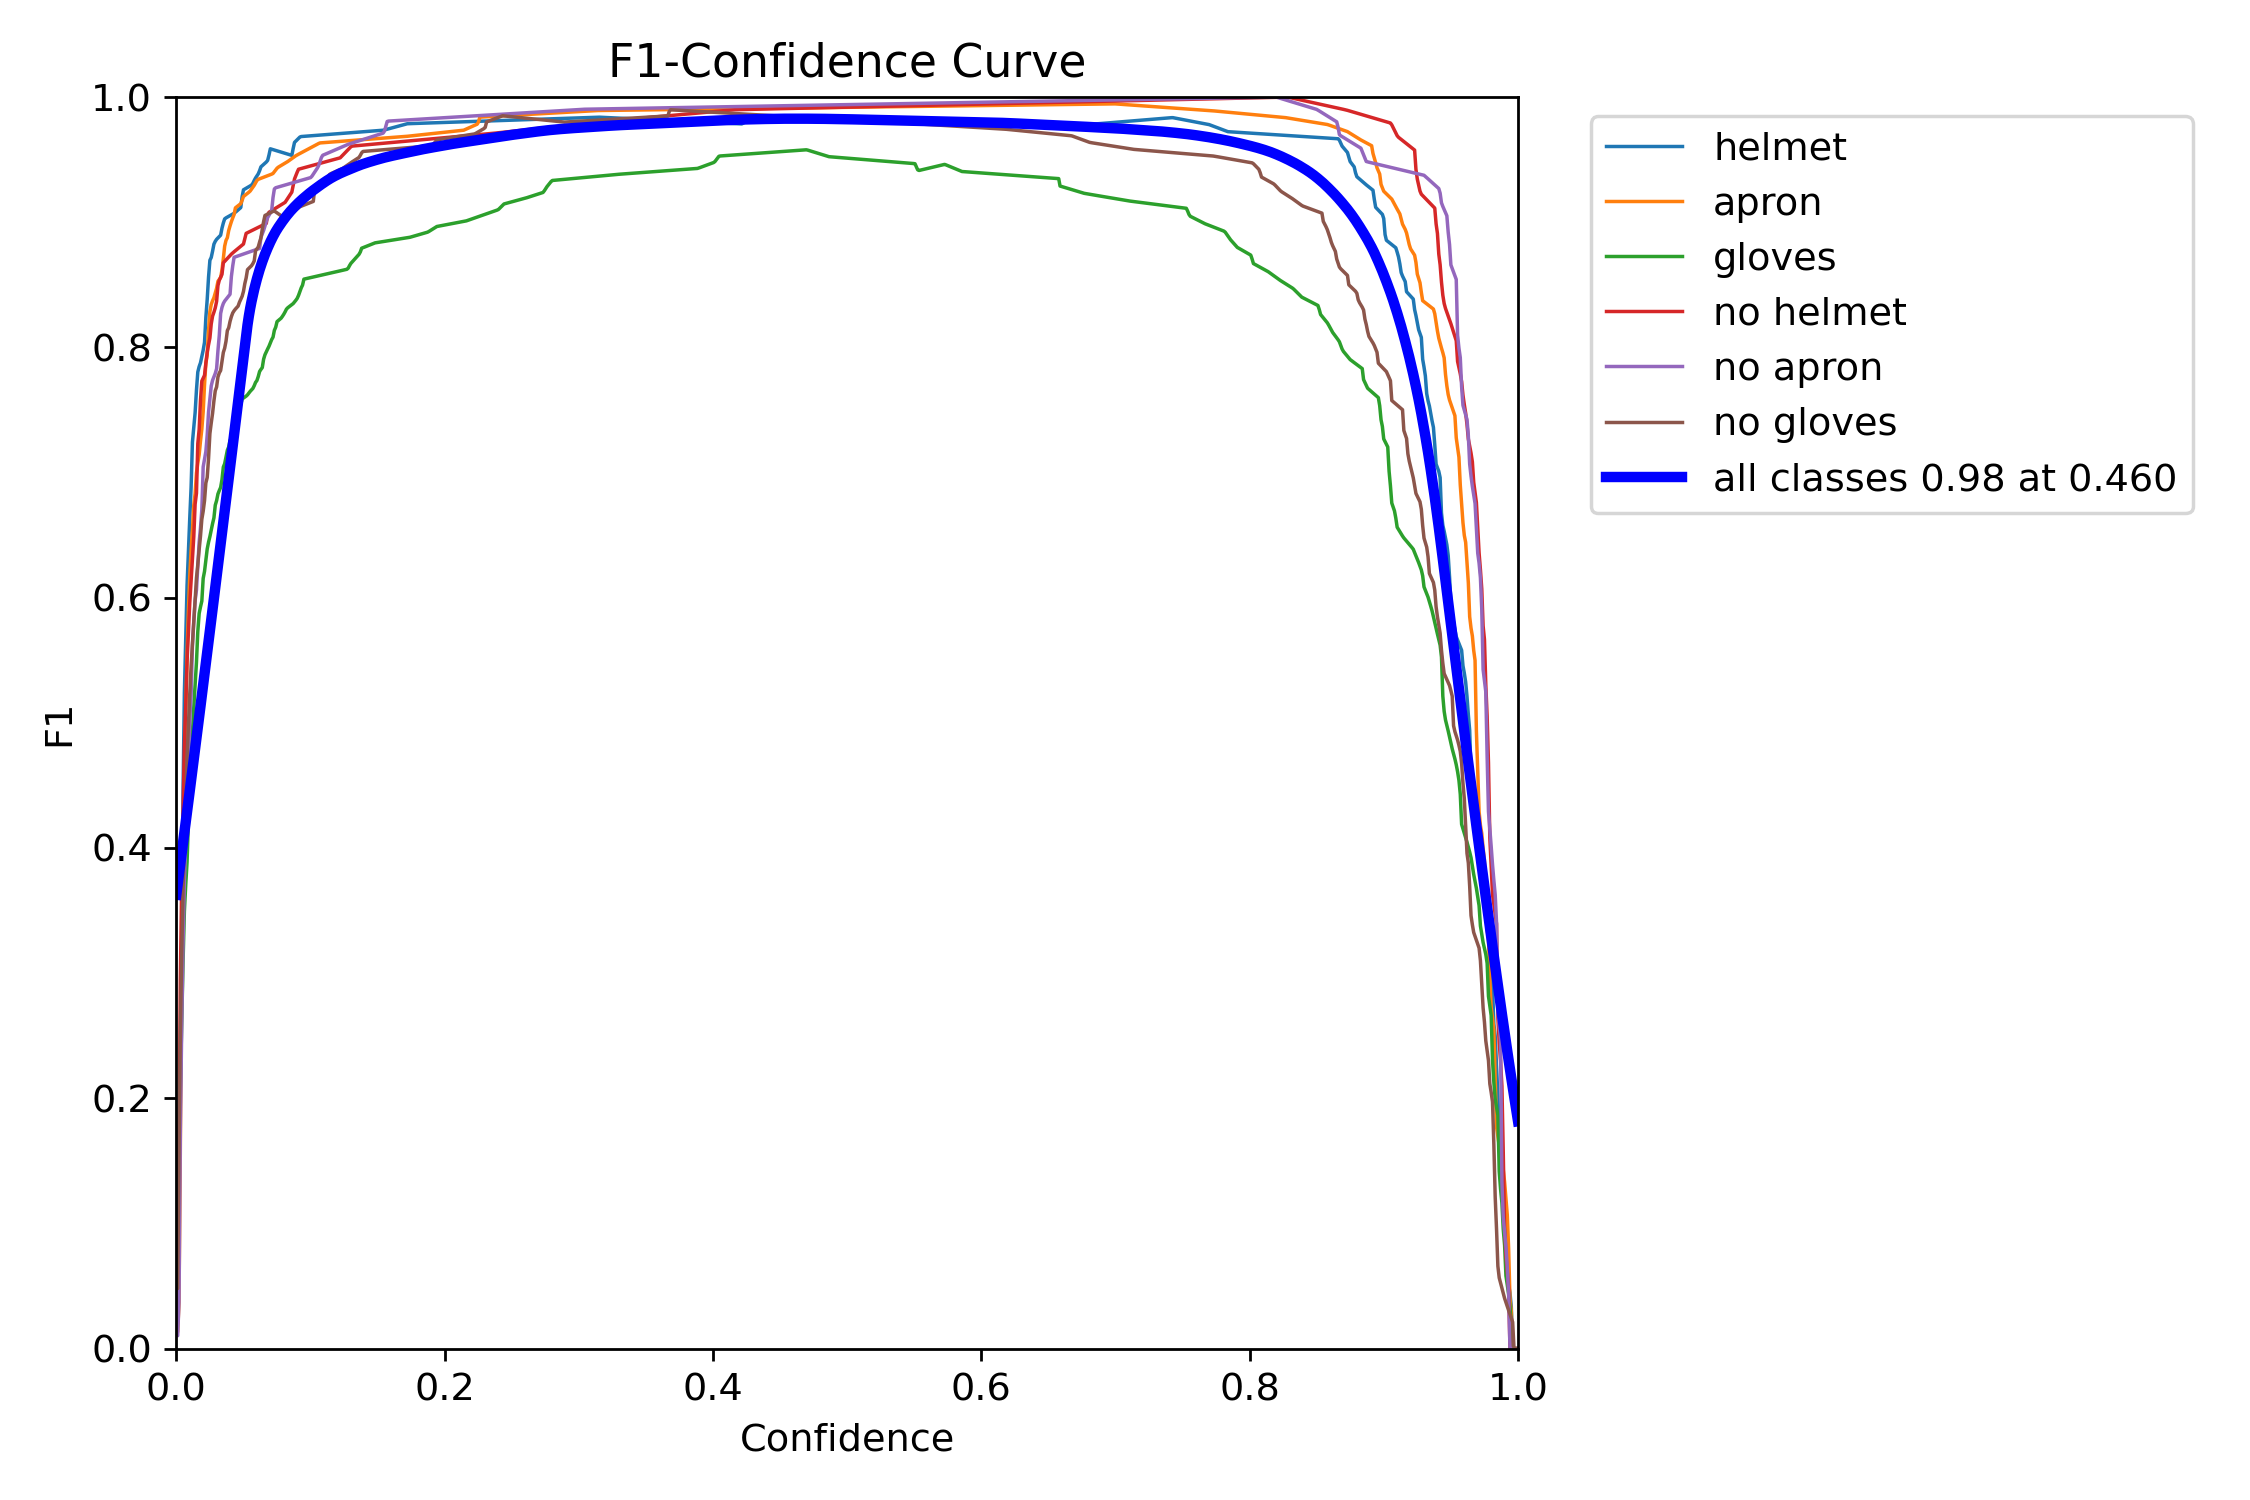 F1-Confidence Curve
1.0
0.8
0.6
0.4
0.2
0.0
F1
0.0 0.2 0.4 0.6 0.8 1.0
Confidence
helmet
apron
gloves
no helmet
no apron
no gloves
all classes 0.98 at 0.460